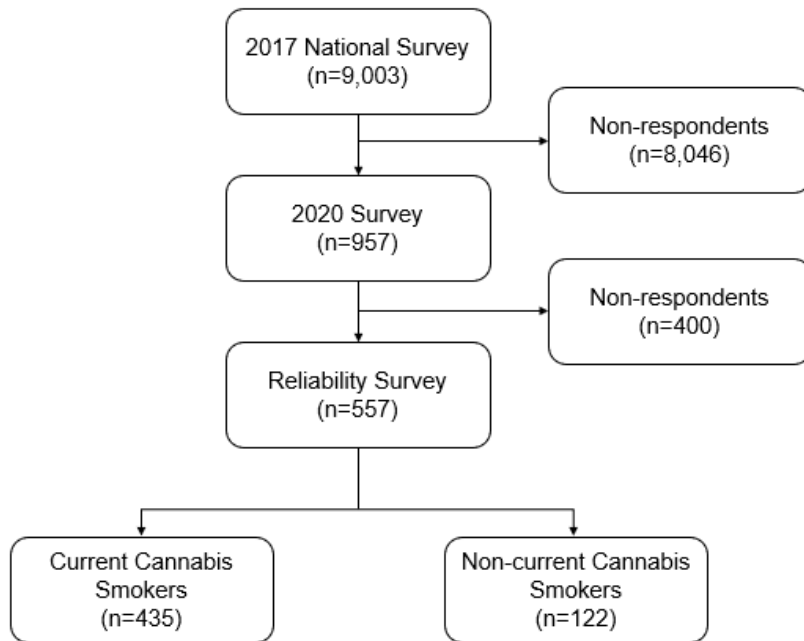 2017 National Survey
(n=9,003)
Non-respondents
(n=8,046)
2020 Survey
(n=957)
Non-respondents
(n=400)
Reliability Survey
(n=557)
Current Cannabis
Smokers
(n=435)
Non-current Cannabis
Smokers
(n=122)